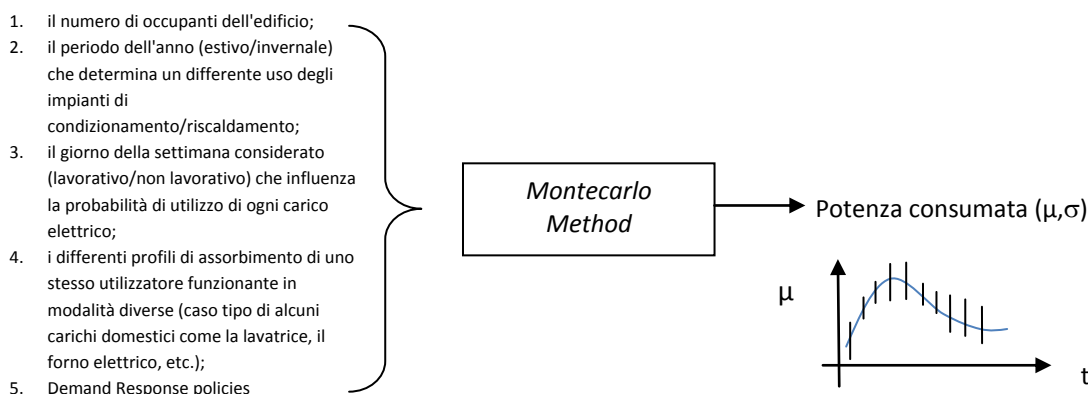 1. il numero di occupanti dell'edificio;
2. il periodo dell'anno (estivo/invernale)
che determina un differente uso degli
impianti di
condizionamento/riscaldamento;
3. il giorno della settimana considerato
(lavorativo/non lavorativo) che influenza
la probabilità di utilizzo di ogni carico
elettrico;
4. i differenti profili di assorbimento di uno
stesso utilizzatore funzionante in
modalità diverse (caso tipo di alcuni
carichi domestici come la lavatrice, il
forno elettrico, etc.);
5. Demand Response policies
Montecarlo
Method
Potenza consumata (μ,σ)
μ
t